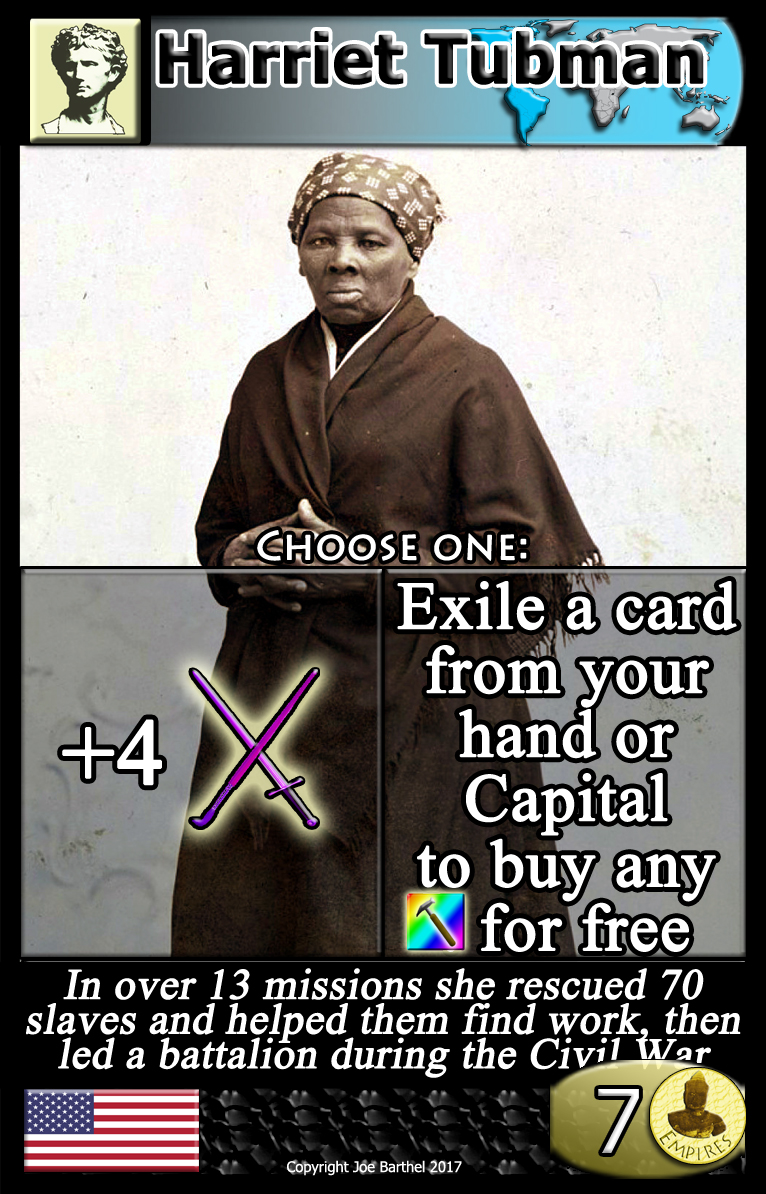 Harriet Tubman
CHOOSE ONE:
+4
Exile a card
from your
hand or
Capital
to buy any
for free
In over 13 missions she rescued 70
slaves and helped them find work, then
led a battalion during the Civil War
7
EMPIRES
Copyright Joe Barthel 2017